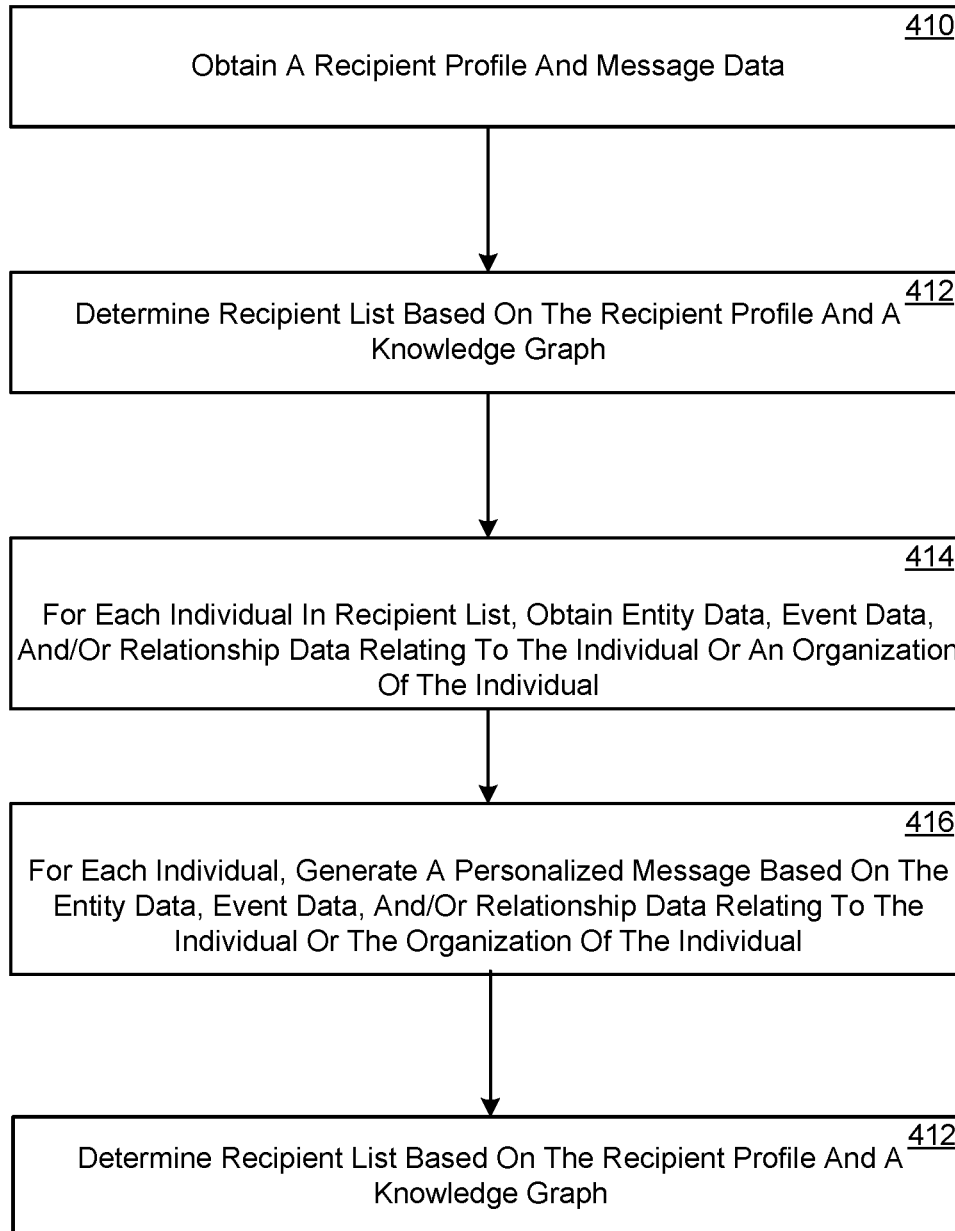 410
Obtain A Recipient Profile And Message Data
412
Determine Recipient List Based On The Recipient Profile And A
Knowledge Graph
414
For Each Individual In Recipient List, Obtain Entity Data, Event Data,
And/Or Relationship Data Relating To The Individual Or An Organization
Of The Individual
416
For Each Individual, Generate A Personalized Message Based On The
Entity Data, Event Data, And/Or Relationship Data Relating To The
Individual Or The Organization Of The Individual
412
Determine Recipient List Based On The Recipient Profile And A
Knowledge Graph